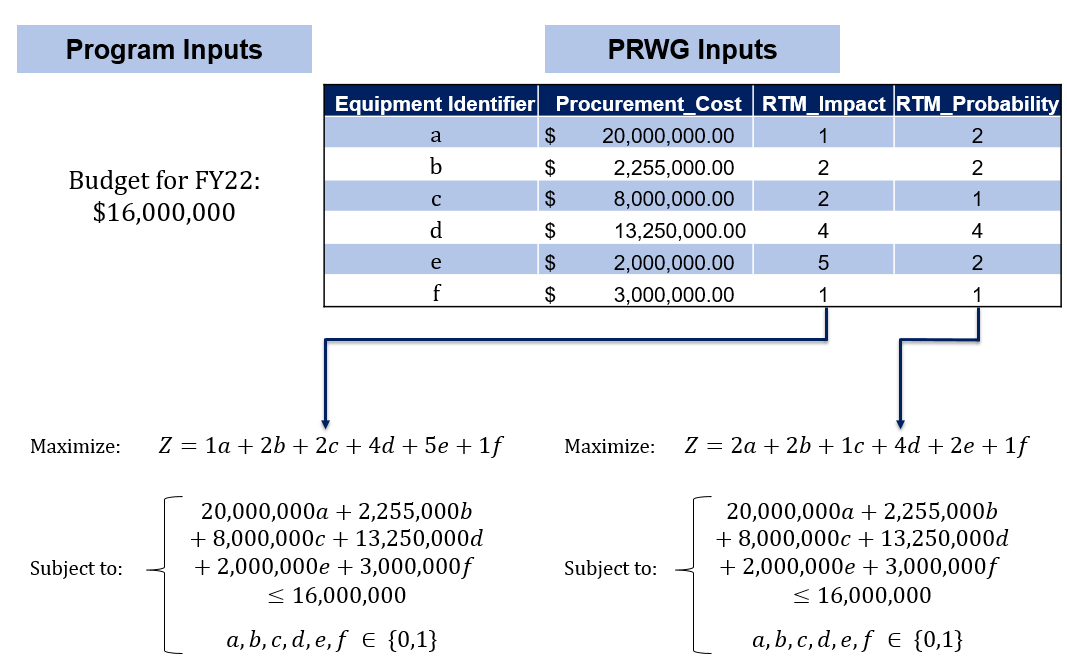 Program Inputs
PRWG Inputs
Budget for FY22:
$16,000,000
Equipment Identifier Procurement_Cost RTM_Impact RTM_Probability
a $ 20,000,000.00 1 2
b $ 2,255,000.00 2 2
c $ 8,000,000.00 2 1
d $ 13,250,000.00 4 4
e $ 2,000,000.00 5 2
f $ 3,000,000.00 1 1
Maximize: Z = 1a + 2b + 2c + 4d + 5e + 1f
Subject to:
20,000,000a + 2,255,000b
+ 8,000,000c + 13,250,000d
+ 2,000,000e + 3,000,000f
≤ 16,000,000
a, b, c, d, e, f ∈ {0,1}
Maximize: Z = 2a + 2b + 1c + 4d + 2e + 1f
Subject to:
20,000,000a + 2,255,000b
+ 8,000,000c + 13,250,000d
+ 2,000,000e + 3,000,000f
≤ 16,000,000
a, b, c, d, e, f ∈ {0,1}